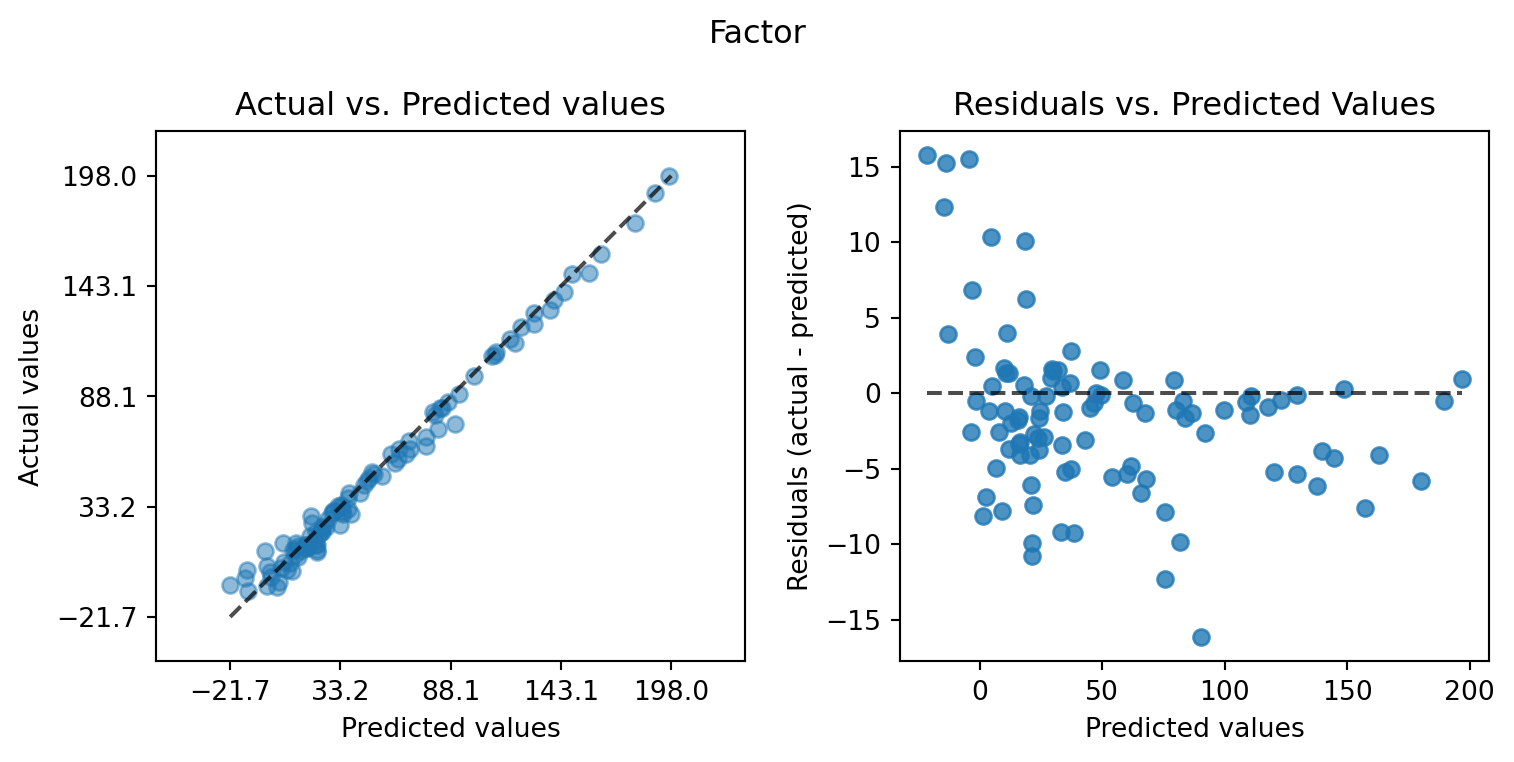 Factor
Actual vs. Predicted values
Actual values
198.0
143.1
88.1
33.2
−21.7
−21.7 33.2 88.1 143.1 198.0
Predicted values
Residuals vs. Predicted Values
Residuals (actual - predicted)
15
10
5
0
−5
−10
−15
0 50 100 150 200
Predicted values